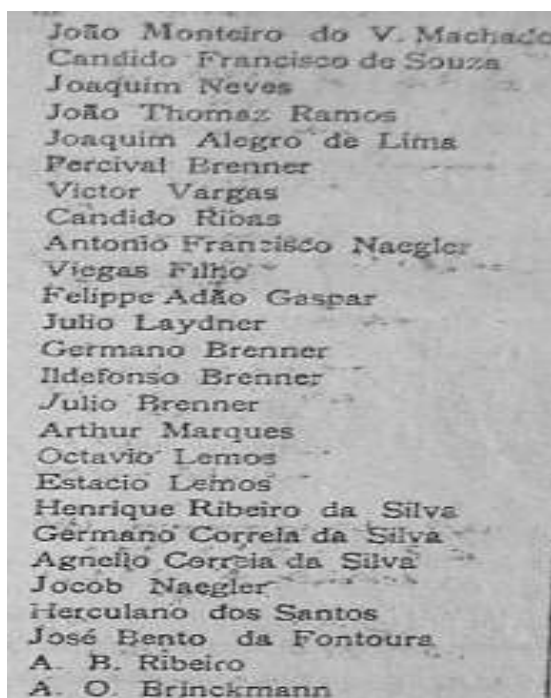 João Monteiro do V. Machado
Candido Francisco de Souza
Joaquim Neves
João Thomaz Ramos
Joaquim Alegro de Lima
Percival Brenner
Victor Vargas
Candido Ribas
Antonio Francisco Naegler
Viegas Filho
Felippe Adão Gaspar
Julio Laydner
Germano Brenner
Ildefonso Brenner
Julio Brenner
Arthur Marques
Octavio Lemos
Estacio Lemos
Henrique Ribeiro da Silva
Germano Correia da Silva
Agnello Correia da Silva
Jocob Naegler
Herculano dos Santos
José Bento da Fontoura
A. B. Ribeiro
A. O. Brinckmann